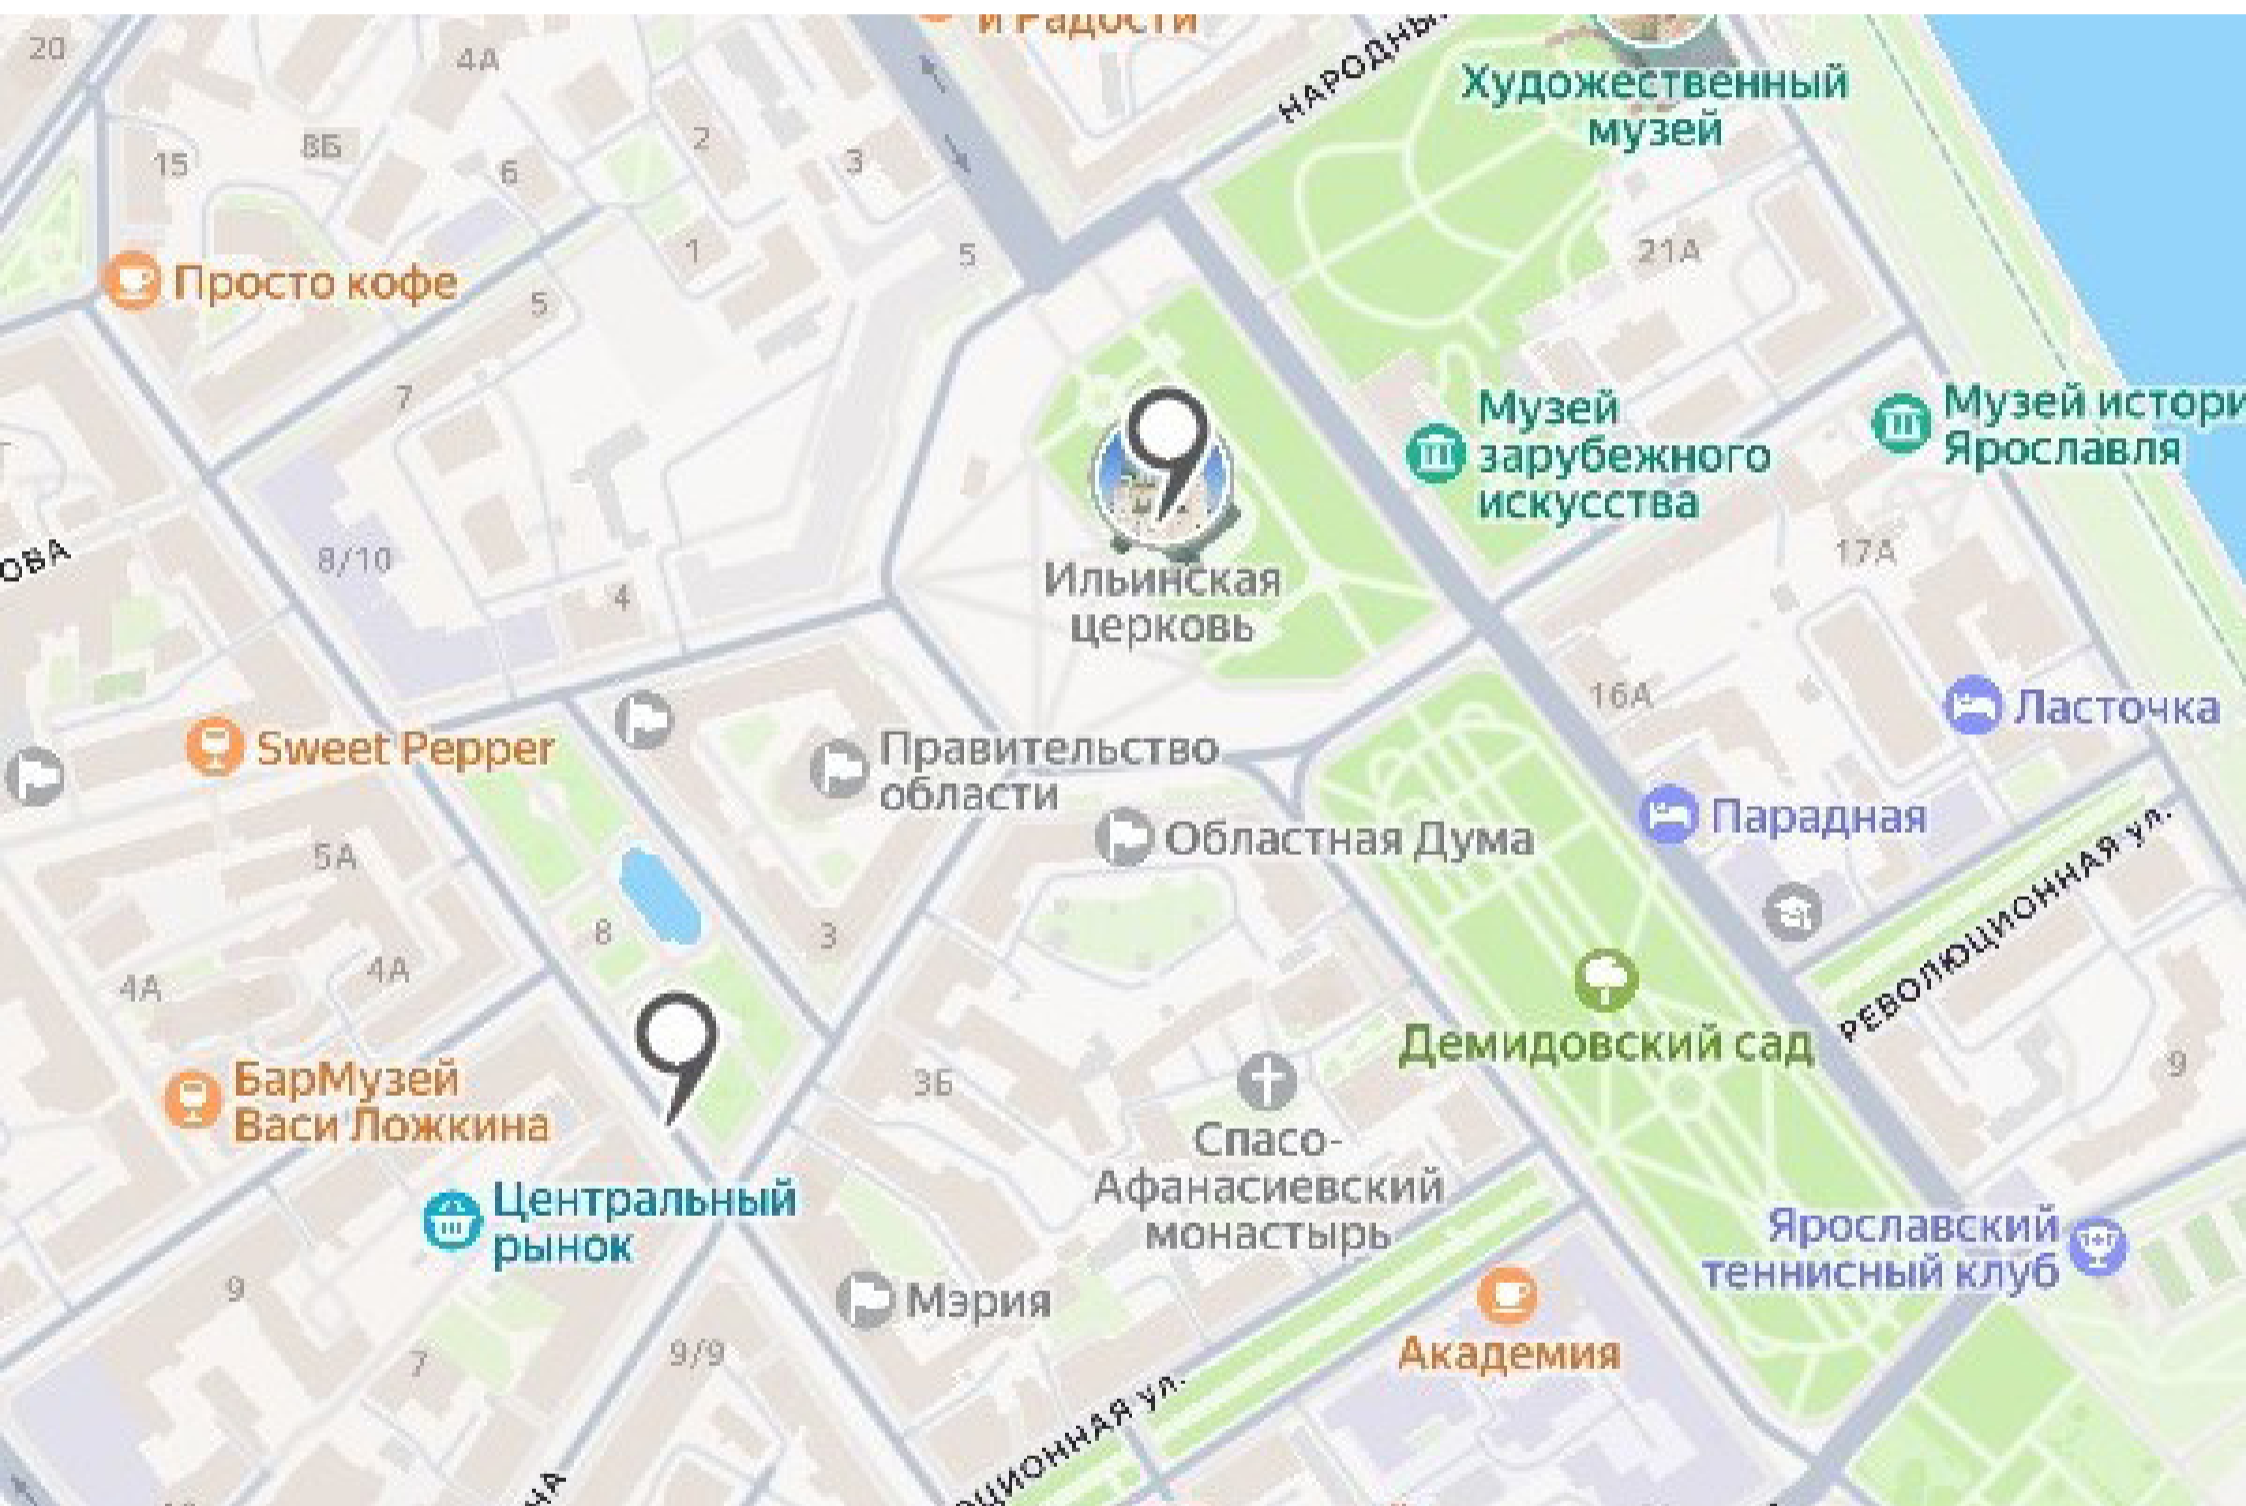 и Радости
20
4А
НАРОДНЫ
Художественный
музей
15
8Б
6
2
3
1
5
21А
Просто кофе
5
7
Музей
зарубежного
искусства
Музей истори
Ярославля
ОВА
8/10
4
Ильинская
церковь
17А
16А
Ласточка
Sweet Pepper
Правительство
области
Областная Дума
Парадная
РЕВОЛЮЦИОННАЯ ул.
5А
8
3
4А
4А
Демидовский сад
9
БарМузей
Васи Ложкина
3Б
Спасо-
Афанасиевский
монастырь
Центральный
рынок
Ярославский
теннисный клуб
9
7
9/9
Мэрия
Академия
ЦИОННАЯ ул.
НА